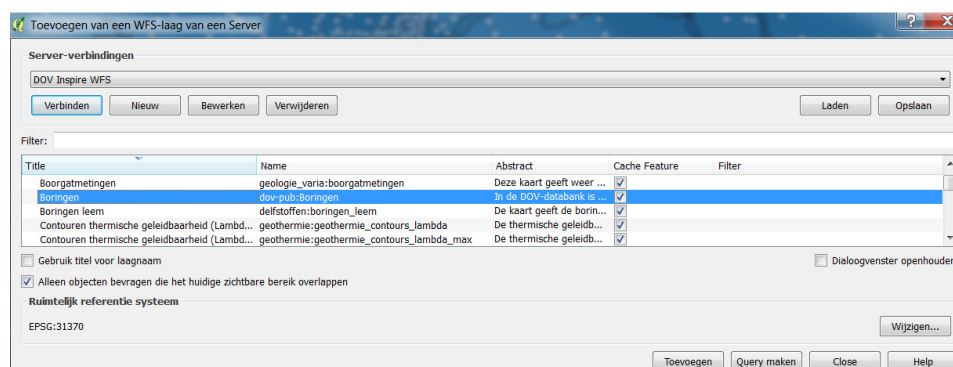 Toevoegen van een WFS-laag van een Server
Server-verbindingen
DOV Inspire WFS
Verbinden Nieuw Bewerken Verwijderen Laden Opslaan
Filter:
Title Name Abstract Cache Feature Filter
Boorgatmetingen geologie_varia:boorgatmetingen Deze kaart geeft weer ...
Boringen dov-pub:Boringen In de DOV-databank is ...
Boringen leem delfstoffen:boringen_leem De kaart geeft de borin...
Contouren thermische geleidbaarheid (Lambd... geothermie:geothermie_contours_lambda De thermische geleidb...
Contouren thermische geleidbaarheid (Lambd... geothermie:geothermie_contours_lambda_max De thermische geleidb...
Gebruik titel voor laagnaam Dialoogvenster openhouden
Alleen objecten bevragen die het huidige zichtbare bereik overlappen
Ruimtelijk referentie systeem
EPSG:31370 Wijzigen...
Toevoegen Query maken Close Help